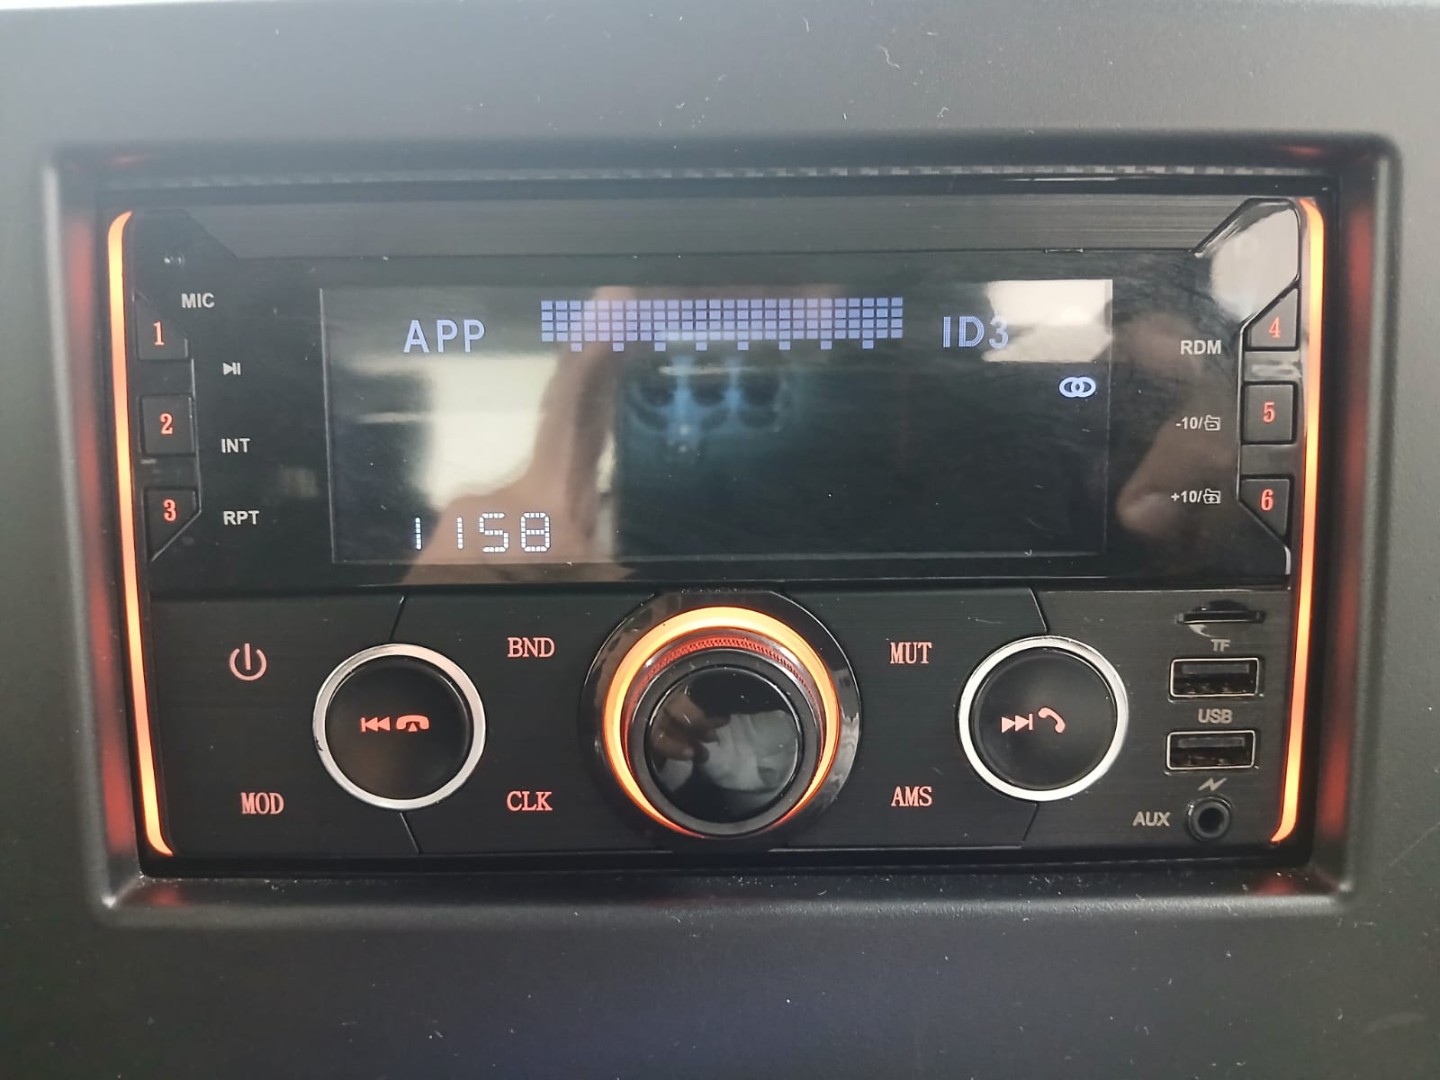 MIC
1
APP
ID3
4
RDM
2
INT
-10/
5
3
RPT
1158
+10/
6
BND
MUT
TF
USB
MOD
CLK
AMS
AUX